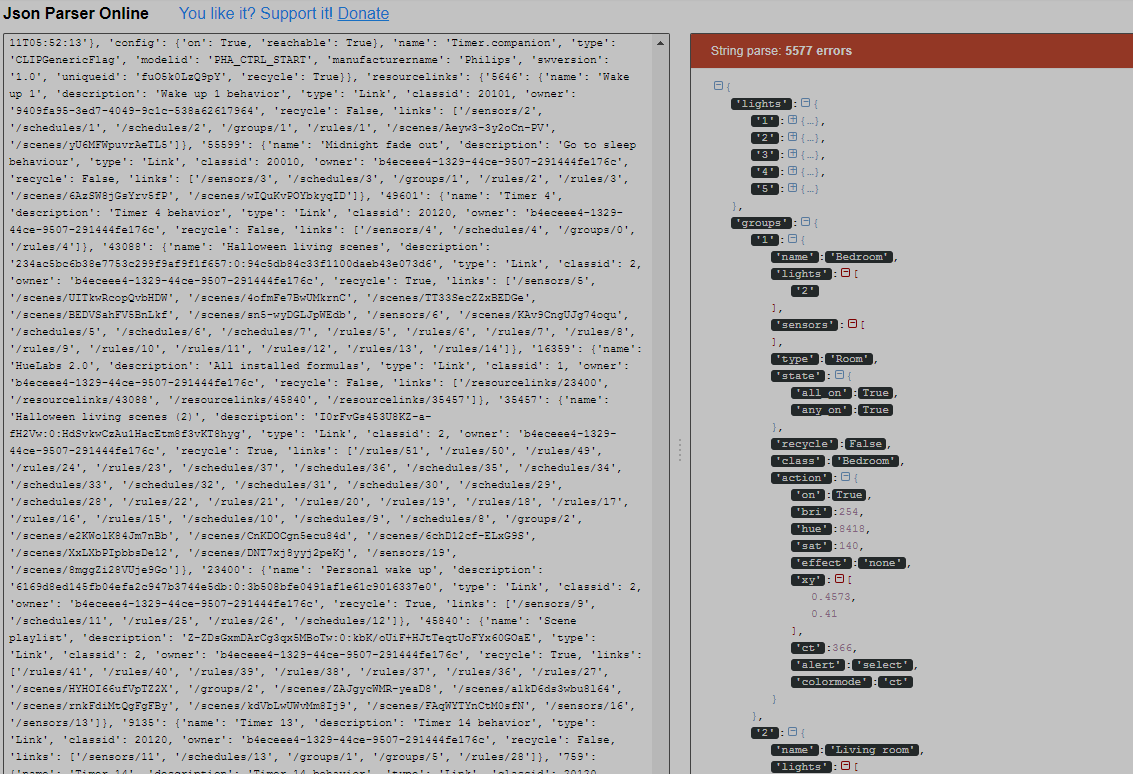 Json Parser Online You like it? Support it! Donate
11T05:52:13'}, 'config': {'on': True, 'reachable': True}, 'name': 'Timer.companion', 'type':
'CLIPGenericFlag', 'modelid': 'PHA_CTRL_START', 'manufacturername': 'Philips', 'swversion':
'1.0', 'uniqueid': 'fuO5k0LzQ9pY', 'recycle': True}}, 'resourcelinks': {'5646': {'name': 'Wake
up 1', 'description': 'Wake up 1 behavior', 'type': 'Link', 'classid': 20101, 'owner':
'9409fa95-3ed7-4049-9c1c-538a62617964', 'recycle': False, 'links': ['/sensors/2',
'/schedules/1', '/schedules/2', '/groups/1', '/rules/1', '/scenes/Aeyw3-3y2oCn-PV',
'/scenes/yU6MFWpuvrAeTL5']}, '55599': {'name': 'Midnight fade out', 'description': 'Go to sleep
behaviour', 'type': 'Link', 'classid': 20010, 'owner': 'b4eceee4-1329-44ce-9507-291444fe176c',
'recycle': False, 'links': ['/sensors/3', '/schedules/3', '/groups/1', '/rules/2', '/rules/3',
'/scenes/6AzSW8jGsYrv5fP', '/scenes/wIQuKvPOYbkyqID']}, '49601': {'name': 'Timer 4',
'description': 'Timer 4 behavior', 'type': 'Link', 'classid': 20120, 'owner': 'b4eceee4-1329-
44ce-9507-291444fe176c', 'recycle': False, 'links': ['/sensors/4', '/schedules/4', '/groups/0',
'/rules/4']}, '43088': {'name': 'Halloween living scenes', 'description':
'234ac5bc6b38e7753c299f9af9f1f657:0:94c5db84c33f1100daeb43e073d6', 'type': 'Link', 'classid': 2,
'owner': 'b4eceee4-1329-44ce-9507-291444fe176c', 'recycle': True, 'links': ['/sensors/5',
'/scenes/UITkwRcopQvbHDW', '/scenes/4ofmFe7BwUMkrnC', '/scenes/TT33SecZZxBEDGe',
'/scenes/BEDVSahFV5BnLkf', '/scenes/sn5-wyDGLJpWEdb', '/sensors/6', '/scenes/KAv9CngUJg74oqu',
'/schedules/5', '/schedules/6', '/schedules/7', '/rules/5', '/rules/6', '/rules/7', '/rules/8',
'/rules/9', '/rules/10', '/rules/11', '/rules/12', '/rules/13', '/rules/14']}, '16359': {'name':
'HueLabs 2.0', 'description': 'All installed formulas', 'type': 'Link', 'classid': 1, 'owner':
'b4eceee4-1329-44ce-9507-291444fe176c', 'recycle': False, 'links': ['/resourcelinks/23400',
'/resourcelinks/43088', '/resourcelinks/45840', '/resourcelinks/35457']}, '35457': {'name':
'Halloween living scenes (2)', 'description': 'I0rFvGs453U8KZ-a-
fH2Vw:0:HdSvkwCzAu1HacEtm8f3vKT8hyg', 'type': 'Link', 'classid': 2, 'owner': 'b4eceee4-1329-
44ce-9507-291444fe176c', 'recycle': True, 'links': ['/rules/51', '/rules/50', '/rules/49',
'/rules/24', '/rules/23', '/schedules/37', '/schedules/36', '/schedules/35', '/schedules/34',
'/schedules/33', '/schedules/32', '/schedules/31', '/schedules/30', '/schedules/29',
'/schedules/28', '/rules/22', '/rules/21', '/rules/20', '/rules/19', '/rules/18', '/rules/17',
'/rules/16', '/rules/15', '/schedules/10', '/schedules/9', '/schedules/8', '/groups/2',
'/scenes/e2KWo1K84Jm7nBb', '/scenes/CnKDOCgn5ecu84d', '/scenes/6chD12cf-ELxG9S',
'/scenes/XxLXbPIpbbsDe12', '/scenes/DNT7xj8yyj2peKj', '/sensors/19',
'/scenes/8mggZi28VUje9Go']}, '23400': {'name': 'Personal wake up', 'description':
'6169d8ed145fb04efa2c947b3744e5db:0:3b508bfe0491af1e61c9016337e0', 'type': 'Link', 'classid': 2,
'owner': 'b4eceee4-1329-44ce-9507-291444fe176c', 'recycle': True, 'links': ['/sensors/9',
'/schedules/11', '/rules/25', '/rules/26', '/schedules/12']}, '45840': {'name': 'Scene
playlist', 'description': 'Z-ZDsGxmDArCg3qx5MBoTw:0:kbK/oUiF+HJtTeqtUoFYx60GOaE', 'type':
'Link', 'classid': 2, 'owner': 'b4eceee4-1329-44ce-9507-291444fe176c', 'recycle': True, 'links':
['/rules/41', '/rules/40', '/rules/39', '/rules/38', '/rules/37', '/rules/36', '/rules/27',
'/scenes/HYHOI66ufVpTZ2X', '/groups/2', '/scenes/ZAJgycWMR-yeaD8', '/scenes/alkD6ds3wbu8l64',
'/scenes/rnkFdiMtQgFgFBy', '/scenes/kdVbLwUWvMm8Ij9', '/scenes/FAqWYTYnCtM0sfN', '/sensors/16',
'/sensors/13']}, '9135': {'name': 'Timer 13', 'description': 'Timer 14 behavior', 'type':
'Link', 'classid': 20120, 'owner': 'b4eceee4-1329-44ce-9507-291444fe176c', 'recycle': False,
'links': ['/sensors/11', '/schedules/13', '/groups/1', '/groups/5', '/rules/28']}, '759':
{'name': 'Timer 14', 'description': 'Timer 14 behavior', 'type': 'Link', 'classid': 20120,
String parse: 5577 errors
{
'lights':{
'1':{...},
'2':{...},
'3':{...},
'4':{...},
'5':{...}
},
'groups':{
'1':{
'name':'Bedroom',
'lights':[
'2'
],
'sensors':[
],
'type':'Room',
'state':{
'all_on':True,
'any_on':True
},
'recycle':False,
'class':'Bedroom',
'action':{
'on':True,
'bri':254,
'hue':8418,
'sat':140,
'effect':'none',
'xy':[
0.4573,
0.41
],
'ct':366,
'alert':'select',
'colormode':'ct'
}
},
'2':{
'name':'Living room',
'lights':[